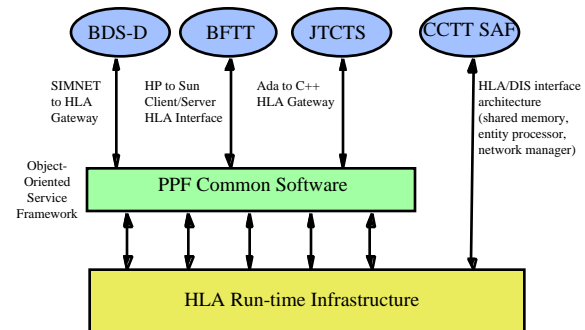 BDS-D
BFTT
JTCTS
CCTT SAF
SIMNET
to HLA
Gateway
HP to Sun
Client/Server
HLA Interface
Ada to C++
HLA Gateway
HLA/DIS interface
architecture
(shared memory,
entity processor,
network manager)
Object-
Oriented
Service
Framework
PPF Common Software
HLA Run-time Infrastructure